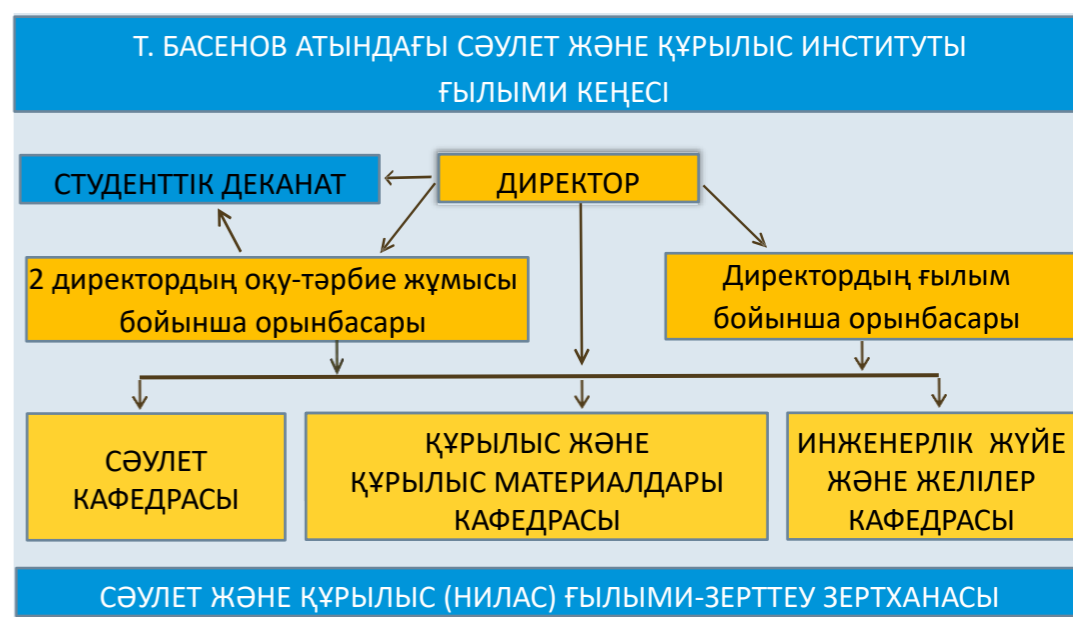 Т. БАСЕНОВ АТЫНДАҒЫ СӘУЛЕТ ЖӘНЕ ҚҰРЫЛЫС ИНСТИТУТЫ
ҒЫЛЫМИ КЕҢЕСІ
СТУДЕНТТІК ДЕКАНАТ
ДИРЕКТОР
2 директордың оқу-тәрбие жұмысы
бойынша орынбасары
Директордың ғылым
бойынша орынбасары
СӘУЛЕТ
КАФЕДРАСЫ
ҚҰРЫЛЫС ЖӘНЕ
ҚҰРЫЛЫС МАТЕРИАЛДАРЫ
КАФЕДРАСЫ
ИНЖЕНЕРЛІК ЖҮЙЕ
ЖӘНЕ ЖЕЛІЛЕР
КАФЕДРАСЫ
СӘУЛЕТ ЖӘНЕ ҚҰРЫЛЫС (НИЛАС) ҒЫЛЫМИ-ЗЕРТТЕУ ЗЕРТХАНАСЫ